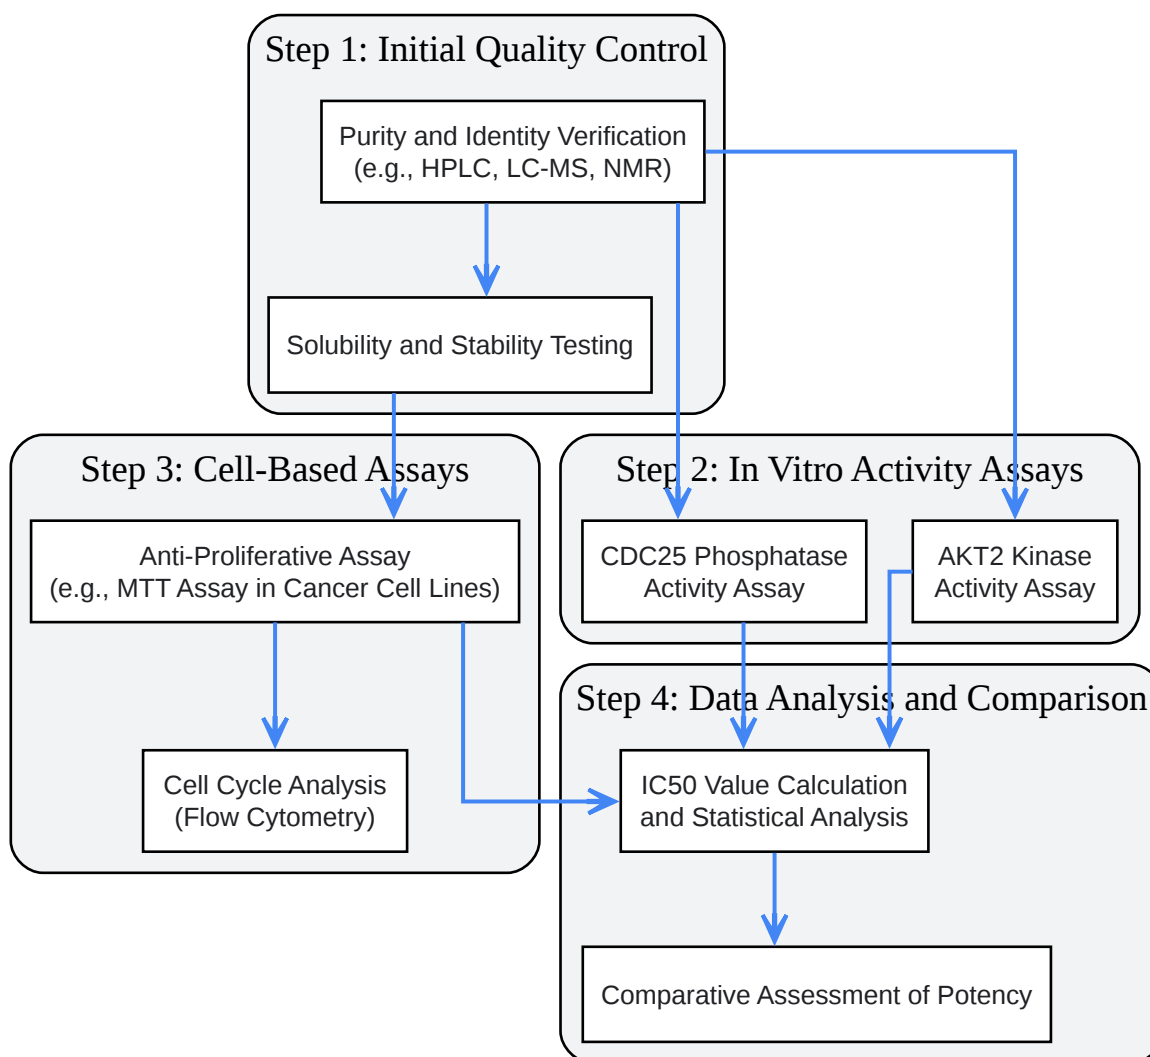 Step 1: Initial Quality Control
Purity and Identity Verification
(e.g., HPLC, LC-MS, NMR)
Solubility and Stability Testing
Step 3: Cell-Based Assays
Anti-Proliferative Assay
(e.g., MTT Assay in Cancer Cell Lines)
Cell Cycle Analysis
(Flow Cytometry)
Step 2: In Vitro Activity Assays
CDC25 Phosphatase
Activity Assay
AKT2 Kinase
Activity Assay
Step 4: Data Analysis and Comparison
IC50 Value Calculation
and Statistical Analysis
Comparative Assessment of Potency